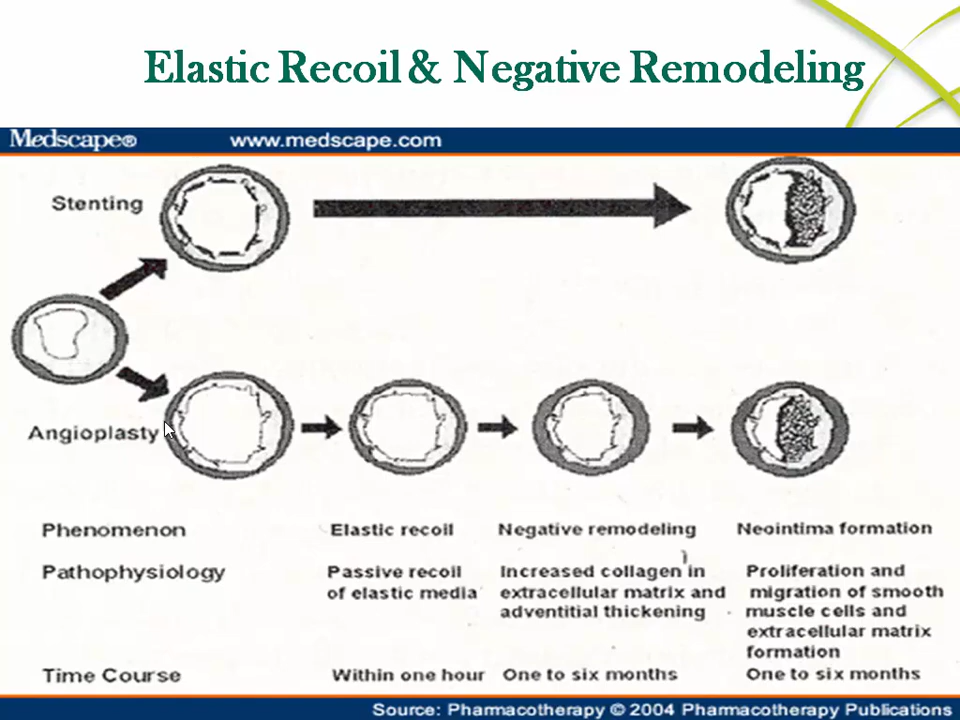 Elastic Recoil & Negative Remodeling
Medscape® www.medscape.com
Stenting
Angioplasty
Phenomenon Elastic recoil Negative remodeling Neointima formation
Pathophysiology Passive recoil Increased collagen in Proliferation and
of elastic media extracellular matrix and migration of smooth
adventitial thickening muscle cells and
extracellular matrix
formation
Time Course Within one hour One to six months One to six months
Source: Pharmacotherapy © 2004 Pharmacotherapy Publications